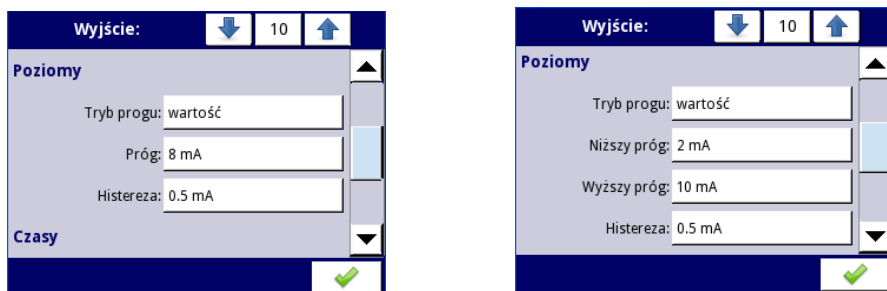 Wyjście:
10
Poziomy
Tryb progu: wartość
Próg: 8 mA
Histereza: 0.5 mA
Czasy
Wyjście:
10
Poziomy
Tryb progu: wartość
Niższy próg: 2 mA
Wyższy próg: 10 mA
Histereza: 0.5 mA